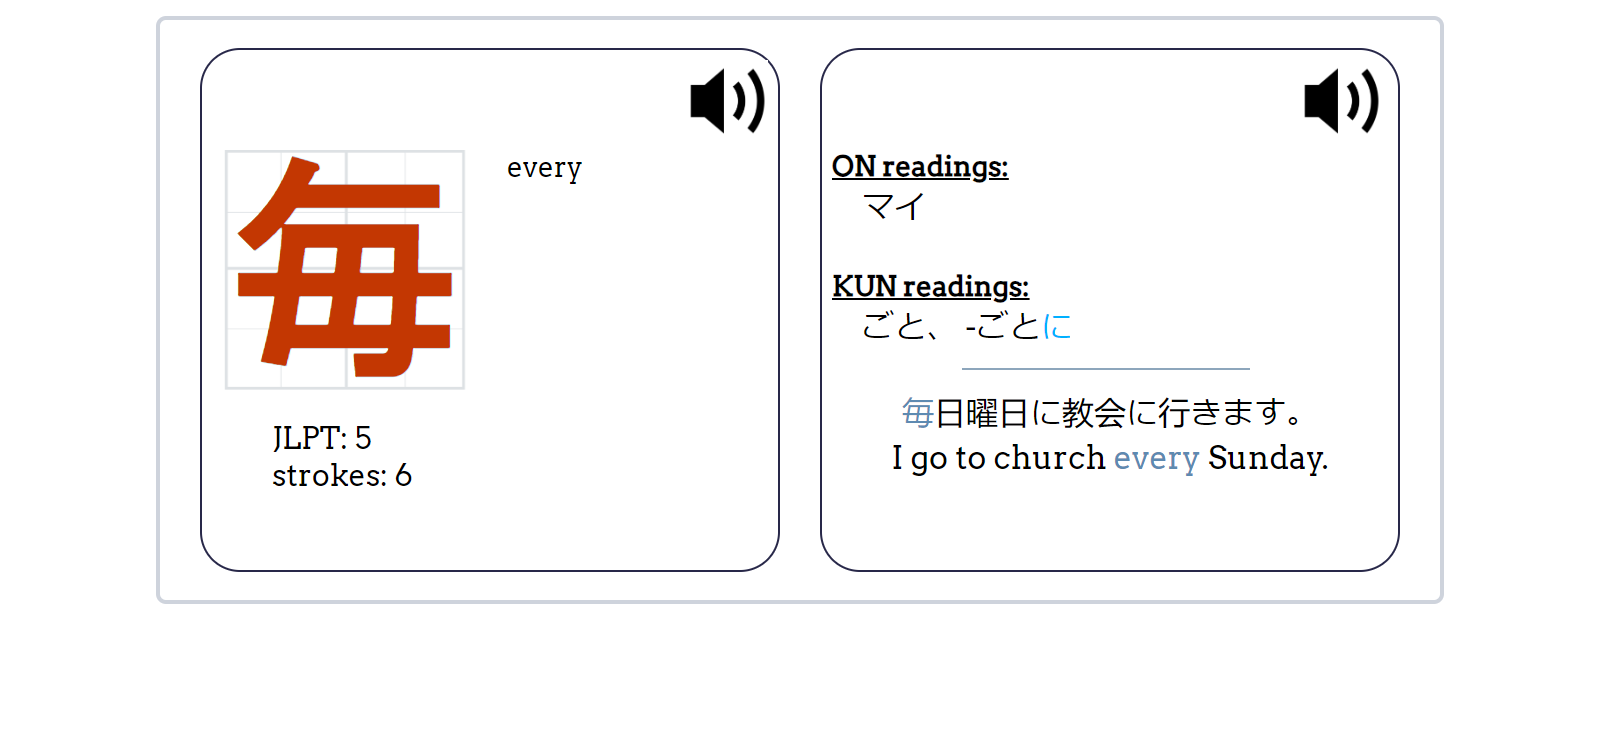 毎
every
JLPT: 5
strokes: 6
ON readings:
マイ
KUN readings:
ごと、 -ごとに
毎日曜日に教会に行きます。
I go to church every Sunday.